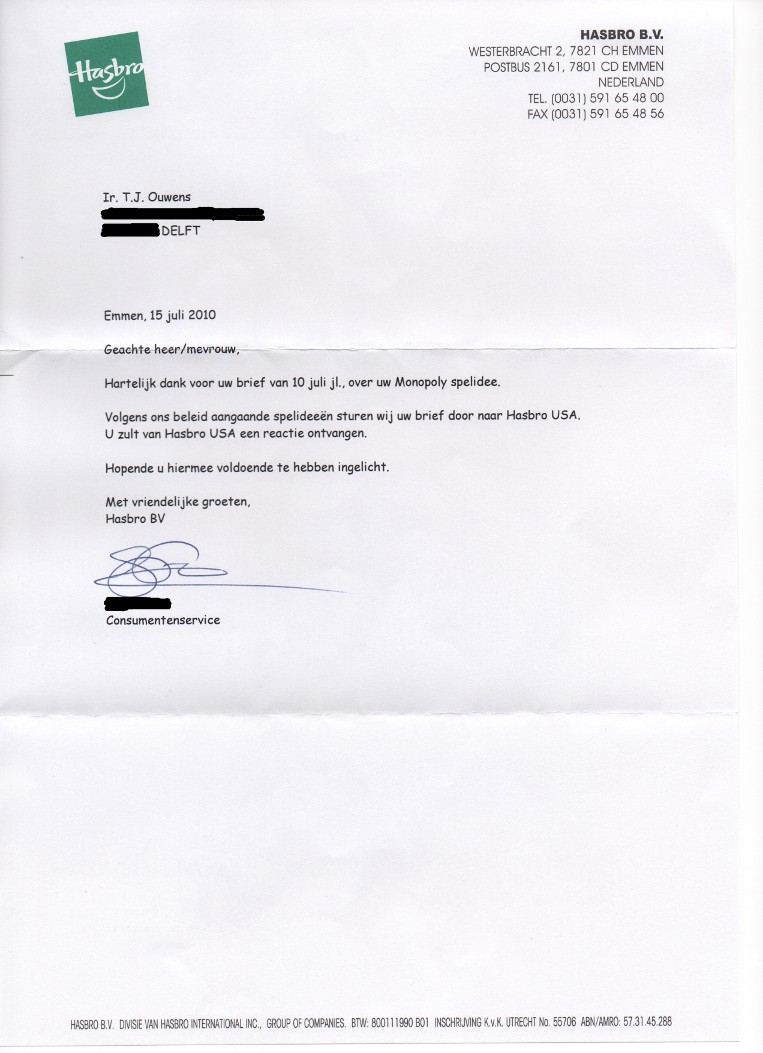 Hasbro
HASBRO B.V.
WESTERBRACHT 2, 7821 CH EMMEN
POSTBUS 2161, 7801 CD EMMEN
NEDERLAND
TEL. (0031) 591 65 48 00
FAX (0031) 591 65 48 56
Ir. T.J. Ouwens
DELFT
Emmen, 15 juli 2010
Geachte heer/mevrouw,
Hartelijk dank voor uw brief van 10 juli jl., over uw Monopoly spelidee.
Volgens ons beleid aangaande spelideeën sturen wij uw brief door naar Hasbro USA.
U zult van Hasbro USA een reactie ontvangen.
Hopende u hiermee voldoende te hebben ingelicht.
Met vriendelijke groeten,
Hasbro BV
Consumentenservice
HASBRO B.V. DIVISIE VAN HASBRO INTERNATIONAL INC., GROUP OF COMPANIES. BTW: 800111990 B01 INSCHRIJVING K.v.K. UTRECHT No. 55706 ABN/AMRO: 57.31.45.288